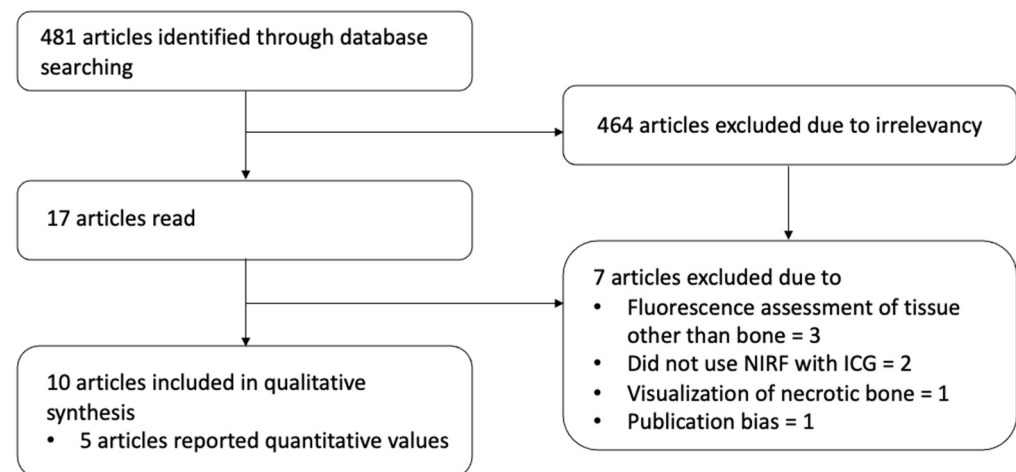 481 articles identified through database
searching
464 articles excluded due to irrelevancy
17 articles read
7 articles excluded due to
• Fluorescence assessment of tissue
other than bone = 3
• Did not use NIRF with ICG = 2
• Visualization of necrotic bone = 1
• Publication bias = 1
10 articles included in qualitative
synthesis
• 5 articles reported quantitative values